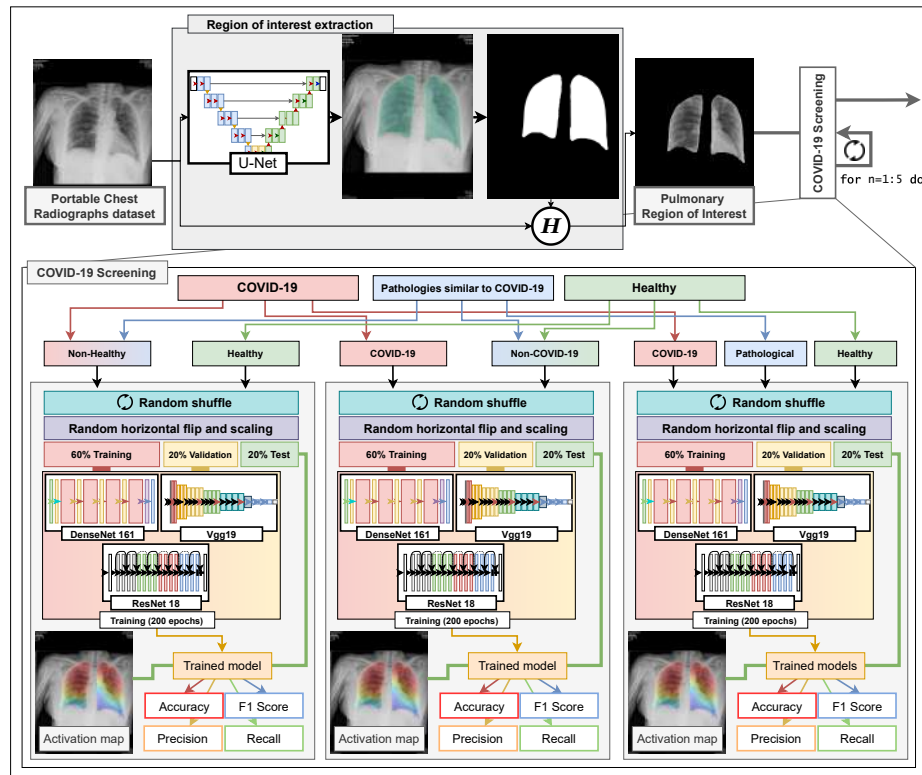 Region of interest extraction
U-Net
Portable Chest
Radiographs dataset
H
Pulmonary
Region of Interest
COVID-19 Screening
for n=1:5 do
COVID-19 Screening
COVID-19
Pathologies similar to COVID-19
Healthy
Non-Healthy
Healthy
COVID-19
Non-COVID-19
COVID-19
Pathological
Healthy
Random shuffle
Random horizontal flip and scaling
60% Training
20% Validation
20% Test
DenseNet 161
Vgg19
ResNet 18
Training (200 epochs)
Trained model
Accuracy
F1 Score
Precision
Recall
Activation map
Random shuffle
Random horizontal flip and scaling
60% Training
20% Validation
20% Test
DenseNet 161
Vgg19
ResNet 18
Training (200 epochs)
Trained model
Accuracy
F1 Score
Precision
Recall
Activation map
Random shuffle
Random horizontal flip and scaling
60% Training
20% Validation
20% Test
DenseNet 161
Vgg19
ResNet 18
Training (200 epochs)
Trained models
Accuracy
F1 Score
Precision
Recall
Activation map